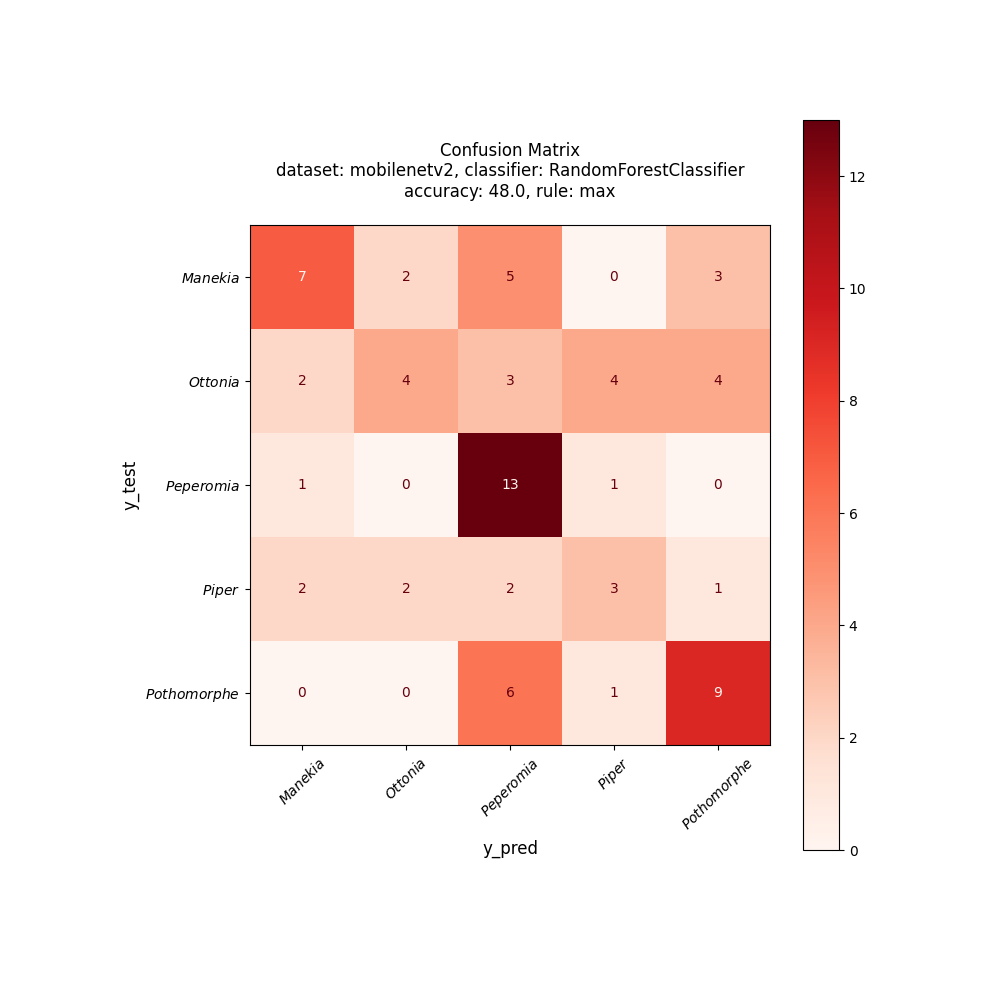 Confusion Matrix
dataset: mobilenetv2, classifier: RandomForestClassifier
accuracy: 48.0, rule: max
Manekia 7 2 5 0 3
Ottonia 2 4 3 4 4
Peperomia 1 0 13 1 0
Piper 2 2 2 3 1
Pothomorphe 0 0 6 1 9
y_test
Manekia Ottonia Peperomia Piper Pothomorphe
y_pred
12
10
8
6
4
2
0